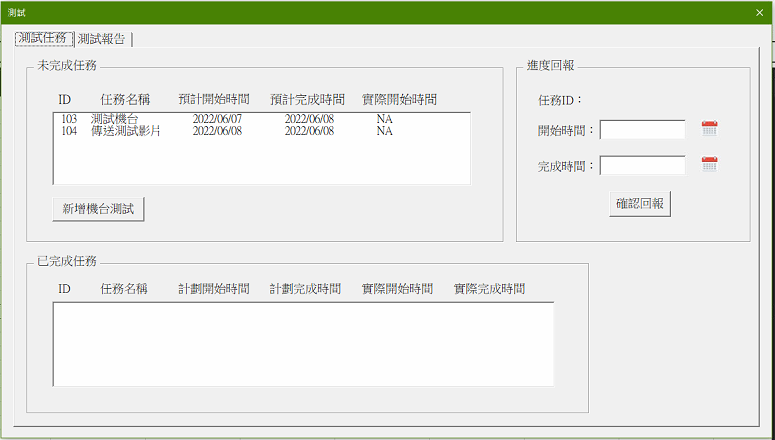 測試
測試任務 測試報告
未完成任務
ID 任務名稱 預計開始時間 預計完成時間 實際開始時間
103 測試機台 2022/06/07 2022/06/08 NA
104 傳送測試影片 2022/06/08 2022/06/08 NA
新增機台測試
進度回報
任務ID：
開始時間：
完成時間：
確認回報
已完成任務
ID 任務名稱 計劃開始時間 計劃完成時間 實際開始時間 實際完成時間